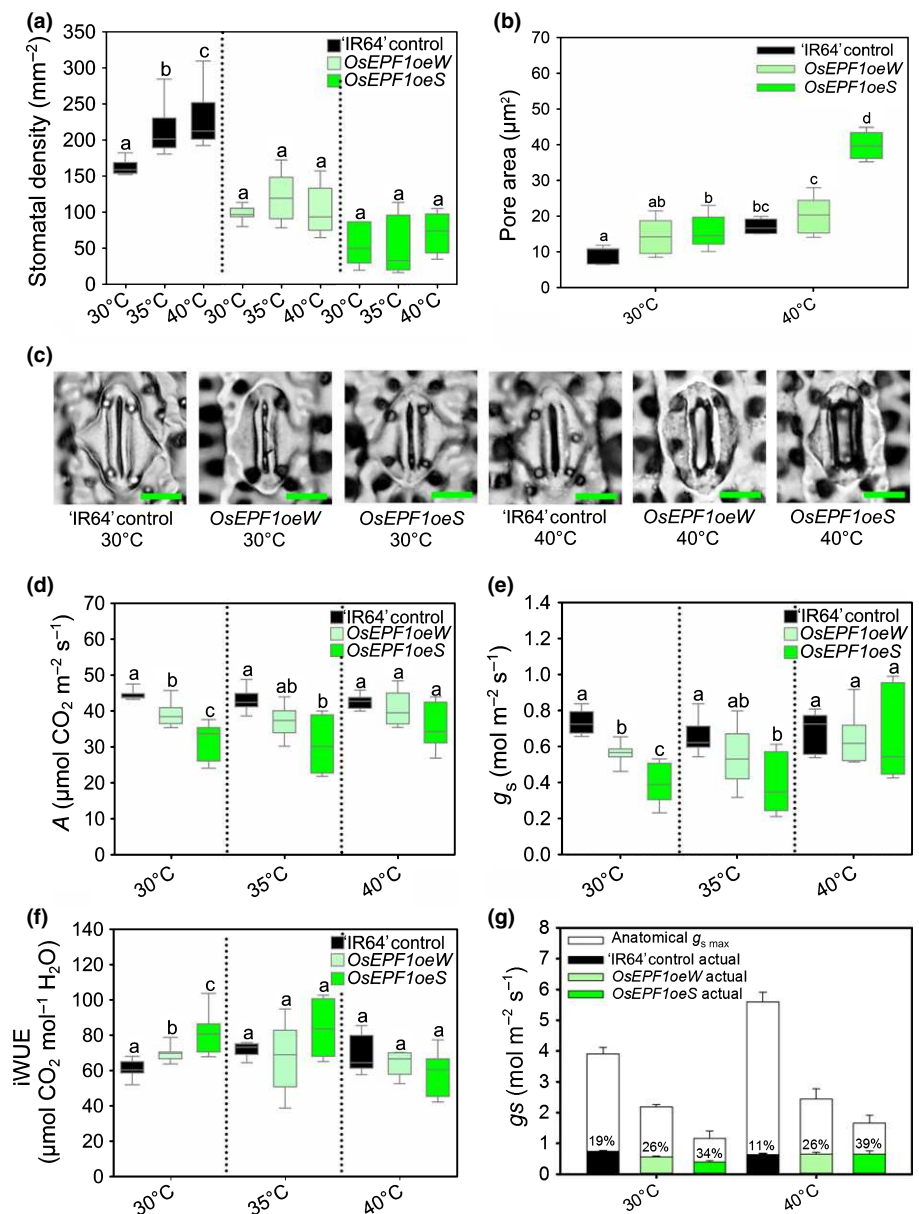 (a)
Stomatal density (mm⁻²)
350
300
250
200
150
100
50
0
'IR64' control
OsEPF1oeW
OsEPF1oeS
a b c a a a a a a
30°C 35°C 40°C 30°C 35°C 40°C 30°C 35°C 40°C
(b)
Pore area (µm²)
70
60
50
40
30
20
10
0
'IR64' control
OsEPF1oeW
OsEPF1oeS
a ab b bc c d
30°C 40°C
(c)
'IR64' control OsEPF1oeW OsEPF1oeS 'IR64' control OsEPF1oeW OsEPF1oeS
30°C 30°C 30°C 40°C 40°C 40°C
(d)
A (µmol CO₂ m⁻² s⁻¹)
70
60
50
40
30
20
10
0
'IR64' control
OsEPF1oeW
OsEPF1oeS
a b c a ab b a a a
30°C 35°C 40°C
(e)
gs (mol m⁻² s⁻¹)
1.4
1.2
1.0
0.8
0.6
0.4
0.2
0.0
'IR64' control
OsEPF1oeW
OsEPF1oeS
a b c a ab b a a a
30°C 35°C 40°C
(f)
iWUE
(µmol CO₂ mol⁻¹ H₂O)
140
120
100
80
60
40
20
0
'IR64' control
OsEPF1oeW
OsEPF1oeS
a b c a a a a a a
30°C 35°C 40°C
(g)
gs (mol m⁻² s⁻¹)
8
7
6
5
4
3
2
1
0
Anatomical gs max
'IR64' control actual
OsEPF1oeW actual
OsEPF1oeS actual
19% 26% 34% 11% 26% 39%
30°C 40°C